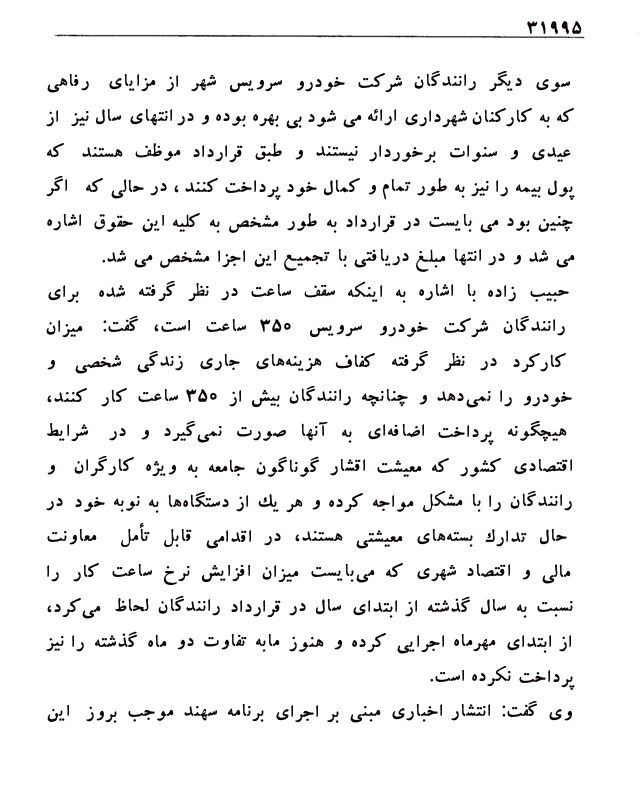 ۳۱۹۹۵
سوی دیگر رانندگان شرکت خودرو سرویس شهر از مزایای رفاهی
که به کارکنان شهرداری ارائه می شود بی بهره بوده و در انتهای سال نیز از
عیدی و سنوات برخوردار نیستند و طبق قرارداد موظف هستند که
پول بیمه را نیز به طور تمام و کمال خود پرداخت کنند، در حالی که اگر
چنین بود می بایست در قرارداد به طور مشخص به کلیه این حقوق اشاره
می شد و در انتها مبلغ دریافتی با تجمیع این اجزا مشخص می شد.
حبیب زاده با اشاره به اینکه سقف ساعت در نظر گرفته شده برای
رانندگان شرکت خودرو سرویس ۳۵۰ ساعت است، گفت: میزان
کارکرد در نظر گرفته کفاف هزینه‌های جاری زندگی شخصی و
خودرو را نمی‌دهد و چنانچه رانندگان بیش از ۳۵۰ ساعت کار کنند،
هیچگونه پرداخت اضافه‌ای به آنها صورت نمی‌گیرد و در شرایط
اقتصادی کشور که معیشت اقشار گوناگون جامعه به ویژه کارگران و
رانندگان را با مشکل مواجه کرده و هر یك از دستگاه‌ها به نوبه خود در
حال تدارك بسته‌های معیشتی هستند، در اقدامی قابل تأمل معاونت
مالی و اقتصاد شهری که می‌بایست میزان افزایش نرخ ساعت کار را
نسبت به سال گذشته از ابتدای سال در قرارداد رانندگان لحاظ می‌کرد،
از ابتدای مهرماه اجرایی کرده و هنوز مابه تفاوت دو ماه گذشته را نیز
پرداخت نکرده است.
وی گفت: انتشار اخباری مبنی بر اجرای برنامه سهند موجب بروز این